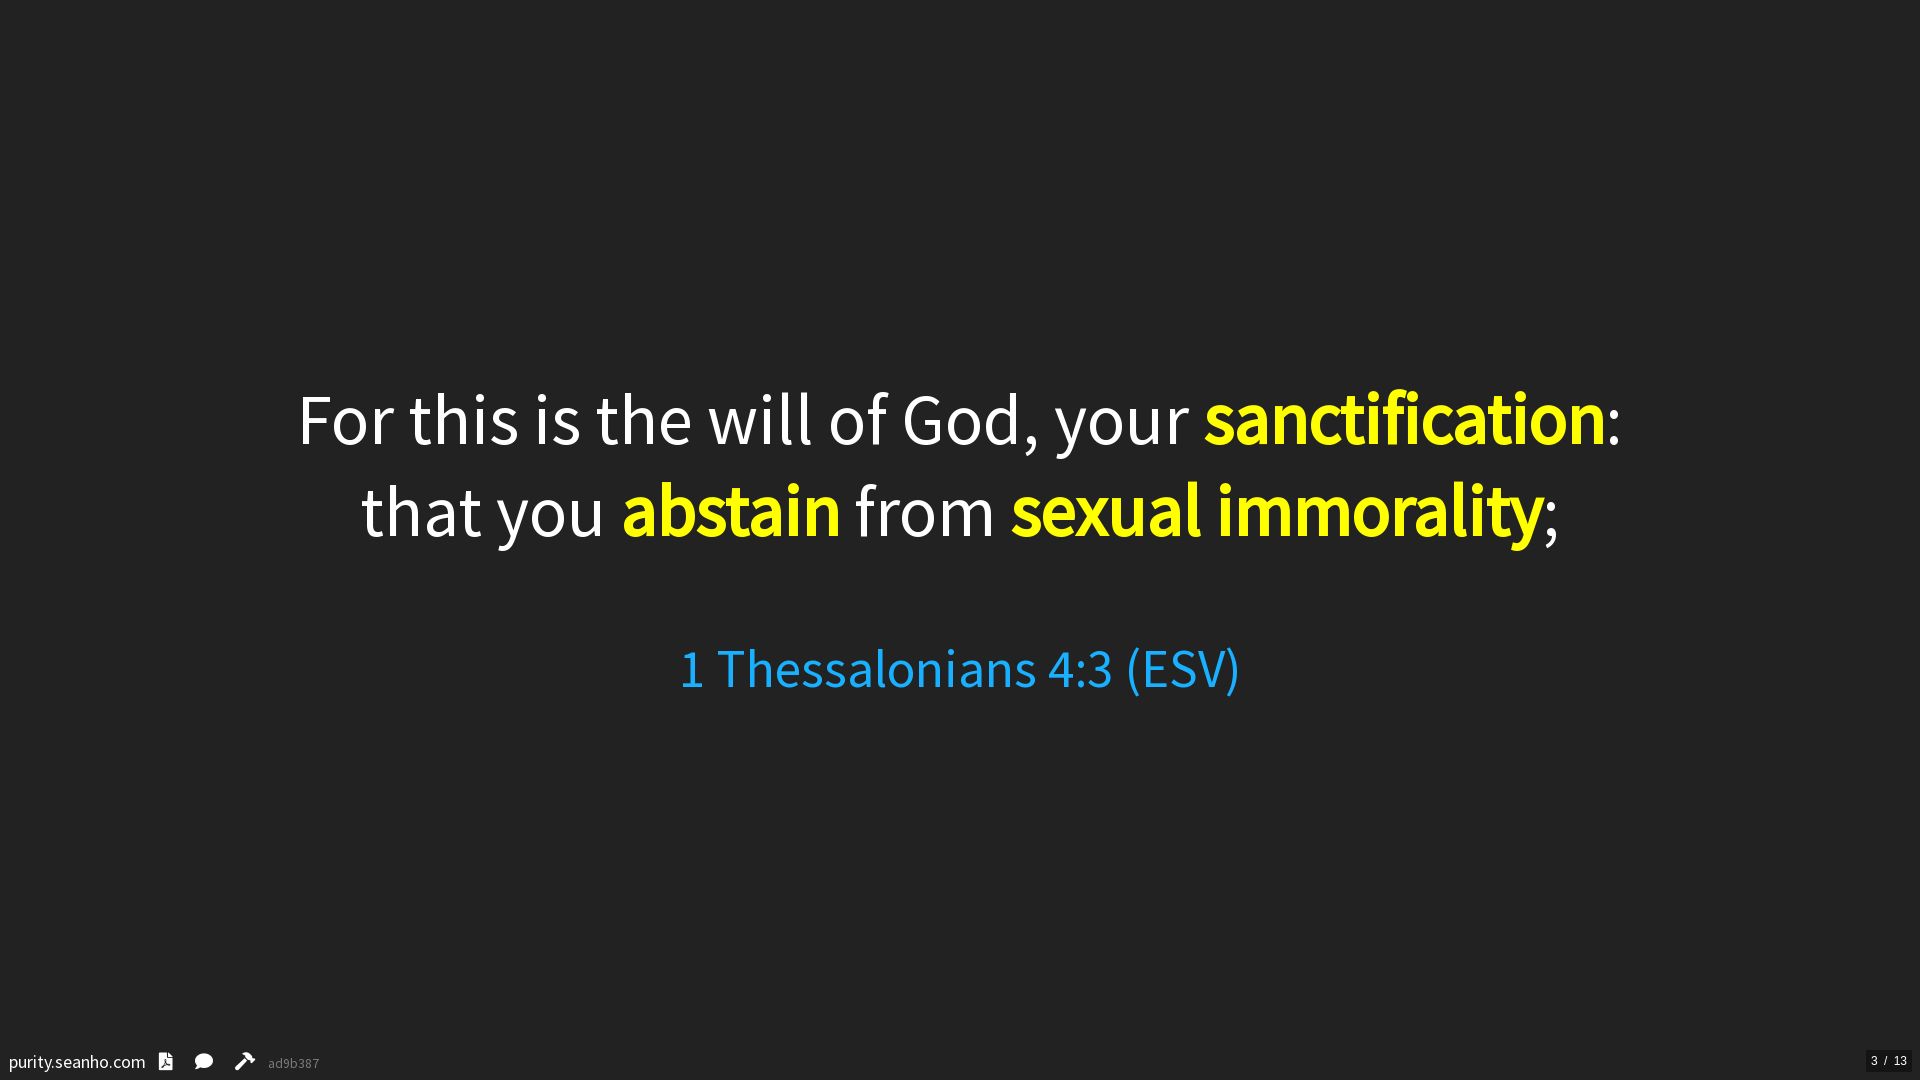 For this is the will of God, your sanctification:
that you abstain from sexual immorality;
1 Thessalonians 4:3 (ESV)
purity.seanho.com ad9b387
3 / 13